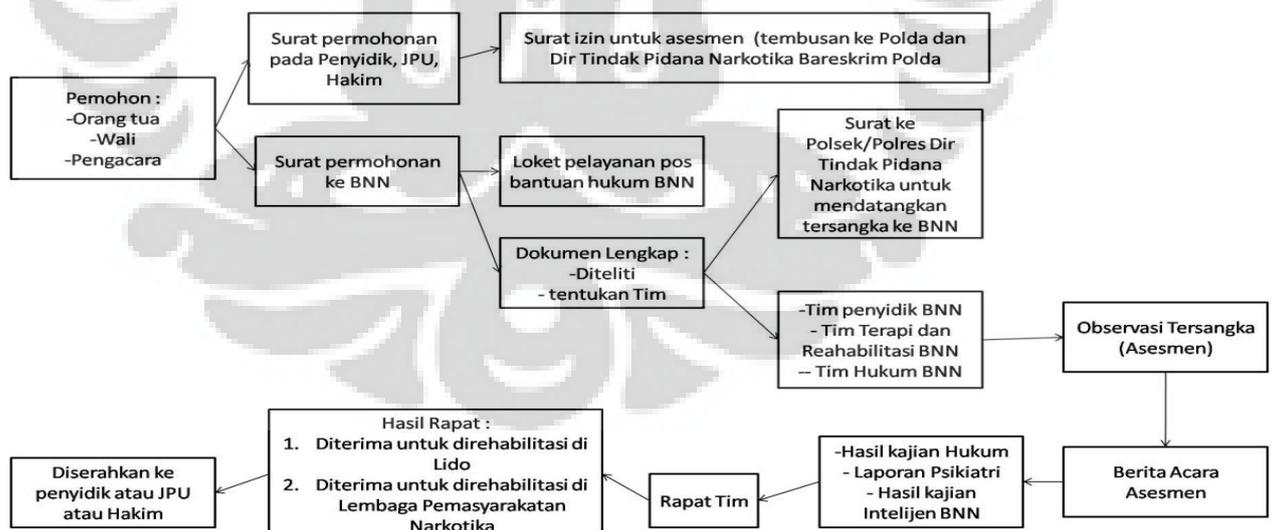 Pemohon :
-Orang tua
-Wali
-Pengacara
Surat permohonan
pada Penyidik, JPU,
Hakim
Surat izin untuk asesmen (tembusan ke Polda dan
Dir Tindak Pidana Narkotika Bareskrim Polda
Surat permohonan
ke BNN
Loket pelayanan pos
bantuan hukum BNN
Dokumen Lengkap :
-Diteliti
- tentukan Tim
Surat ke
Polsek/Polres Dir
Tindak Pidana
Narkotika untuk
mendatangkan
tersangka ke BNN
-Tim penyidik BNN
- Tim Terapi dan
Reahabilitasi BNN
-- Tim Hukum BNN
Observasi Tersangka
(Asesmen)
Berita Acara
Asesmen
-Hasil kajian Hukum
- Laporan Psikiatri
- Hasil kajian
Intelijen BNN
Rapat Tim
Hasil Rapat :
1. Diterima untuk direhabilitasi di
Lido
2. Diterima untuk direhabilitasi di
Lembaga Pemasyarakatan
Narkotika
Diserahkan ke
penyidik atau JPU
atau Hakim